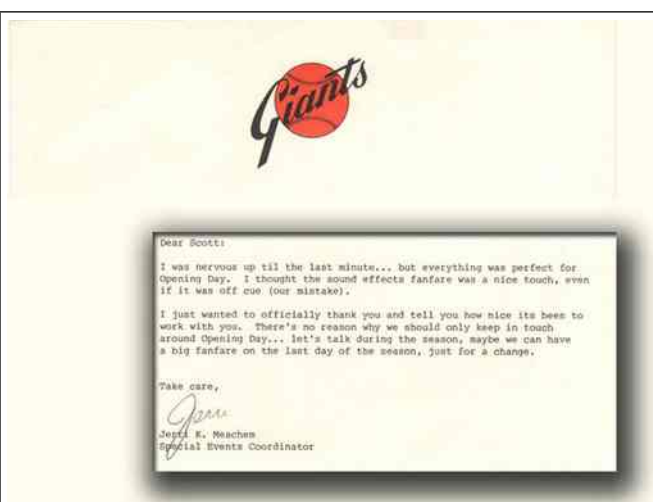 Giants
Dear Scott:
I was nervous up til the last minute... but everything was perfect for
Opening Day.  I thought the sound effects fanfare was a nice touch, even
if it was off cue (our mistake).
I just wanted to officially thank you and tell you how nice its been to
work with you.  There's no reason why we should only keep in touch
around Opening Day... let's talk during the season, maybe we can have
a big fanfare on the last day of the season, just for a change.
Take care,
K. Meachem
Special Events Coordinator